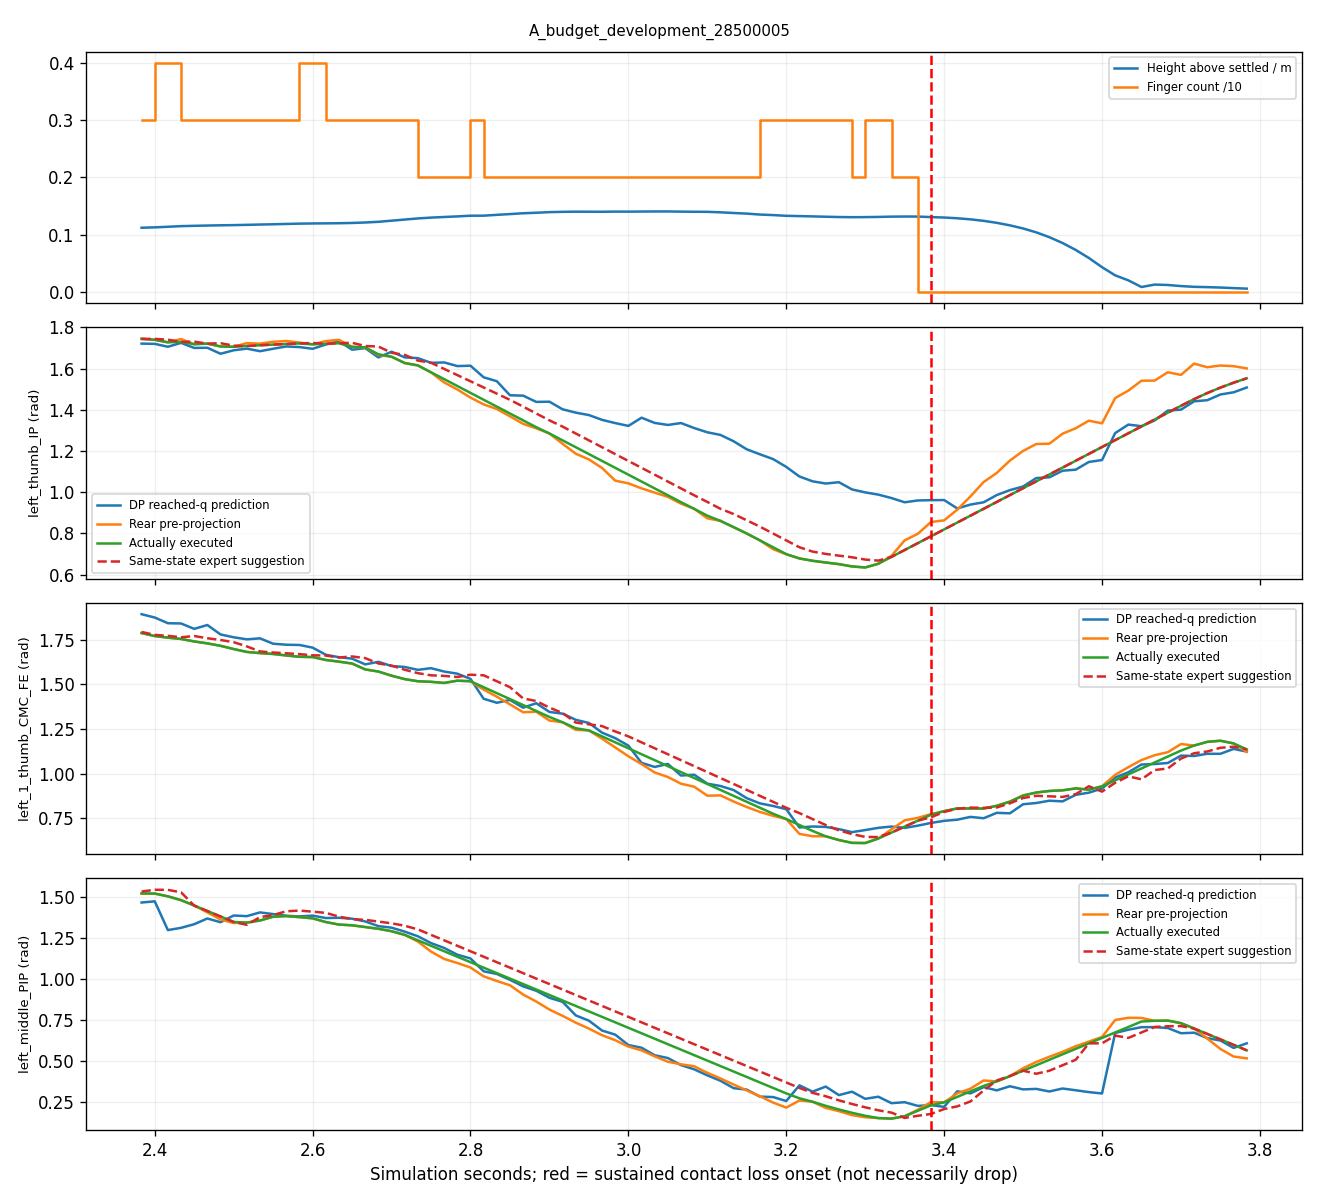 A_budget_development_28500005
0.4
0.3
0.2
0.1
0.0
Height above settled / m
Finger count /10
1.8
1.6
1.4
1.2
1.0
0.8
0.6
left_thumb_IP (rad)
DP reached-q prediction
Rear pre-projection
Actually executed
Same-state expert suggestion
1.75
1.50
1.25
1.00
0.75
left_1_thumb_CMC_FE (rad)
DP reached-q prediction
Rear pre-projection
Actually executed
Same-state expert suggestion
1.50
1.25
1.00
0.75
0.50
0.25
left_middle_PIP (rad)
DP reached-q prediction
Rear pre-projection
Actually executed
Same-state expert suggestion
2.4 2.6 2.8 3.0 3.2 3.4 3.6 3.8
Simulation seconds; red = sustained contact loss onset (not necessarily drop)